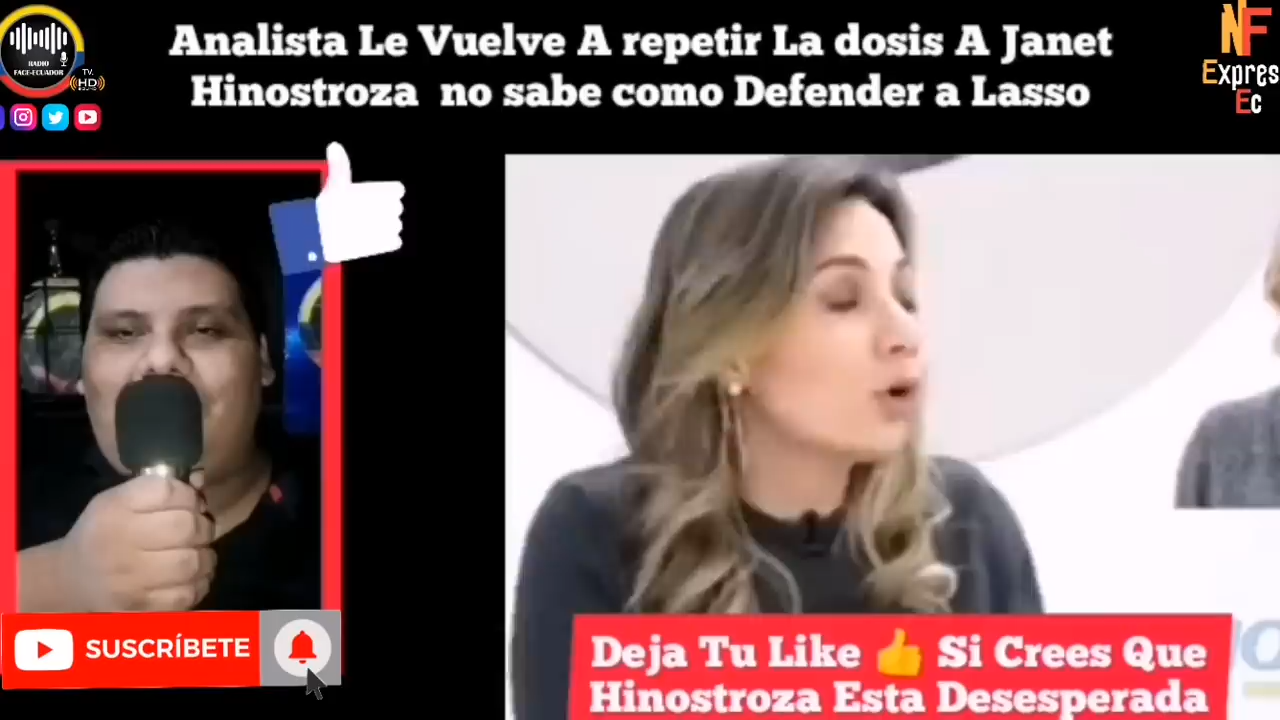 Analista Le Vuelve A repetir La dosis A Janet
Hinostroza no sabe como Defender a Lasso
RADIO
FACE-ECUADOR
TV.
HD
NF
Expres
Ec
SUSCRÍBETE
Deja Tu Like 👍 Si Crees Que
Hinostroza Esta Desesperada